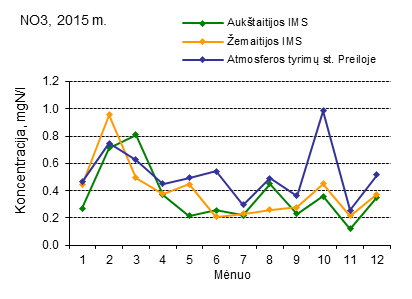 NO3, 2015 m.
Aukštaitijos IMS
Žemaitijos IMS
Atmosferos tyrimų st. Preiloje
Koncentracija, mgN/l
1.2
1.0
0.8
0.6
0.4
0.2
0.0
1 2 3 4 5 6 7 8 9 10 11 12
Mėnuo